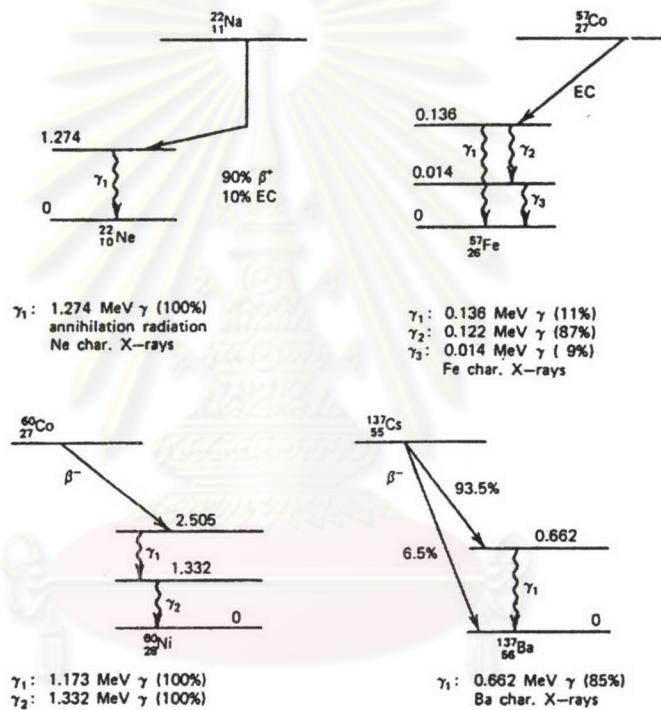 22
11Na
1.274
γ1
90% β+
10% EC
0
22
10Ne
γ1: 1.274 MeV γ (100%)
annihilation radiation
Ne char. X-rays
57
27Co
EC
0.136
γ1
γ2
0.014
γ3
0
57
26Fe
γ1: 0.136 MeV γ (11%)
γ2: 0.122 MeV γ (87%)
γ3: 0.014 MeV γ ( 9%)
Fe char. X-rays
60
27Co
β−
2.505
γ1
1.332
γ2
0
60
28Ni
γ1: 1.173 MeV γ (100%)
γ2: 1.332 MeV γ (100%)
137
55Cs
β−
93.5%
0.662
6.5%
γ1
0
137
56Ba
γ1: 0.662 MeV γ (85%)
Ba char. X-rays